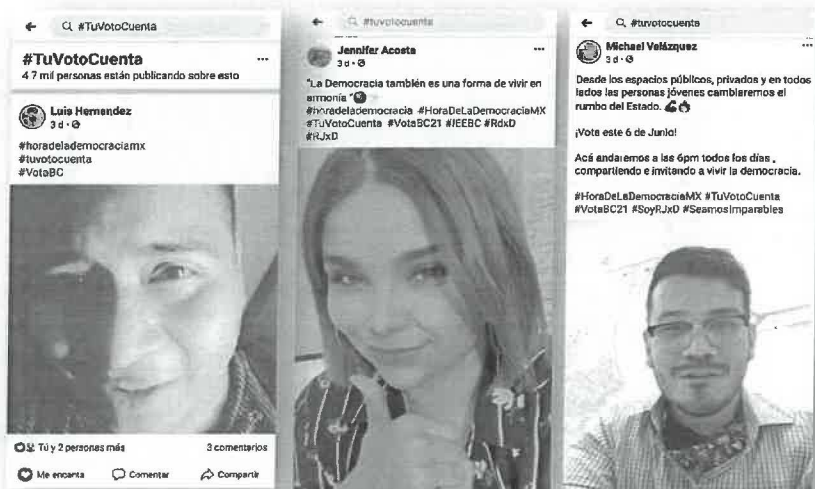 #TuVotoCuenta
#TuVotoCuenta
4 7 mil personas están publicando sobre esto
Luis Hernendez
3 d
#horadelademocraciamx
#tuvotocuenta
#VotaBC
Tú y 2 personas más
3 comentarios
Me encanta
Comentar
Compartir
#tuvotocuenta
Jennifer Acosta
3 d
"La Democracia también es una forma de vivir en
armonía "
#horadelademocracia #HoraDeLaDemocraciaMX
#TuVotoCuenta #VotaBC21 #IEEBC #RdxD
#RJxD
#tuvotocuenta
Michael Velázquez
3 d
Desde los espacios públicos, privados y en todos
lados las personas jóvenes cambiaremos el
rumbo del Estado.
¡Vota este 6 de Junio!
Acá andaremos a las 6pm todos los días ,
compartiendo e invitando a vivir la democracia.
#HoraDeLaDemocraciaMX #TuVotoCuenta
#VotaBC21 #SoyRJxD #SeamosImparables